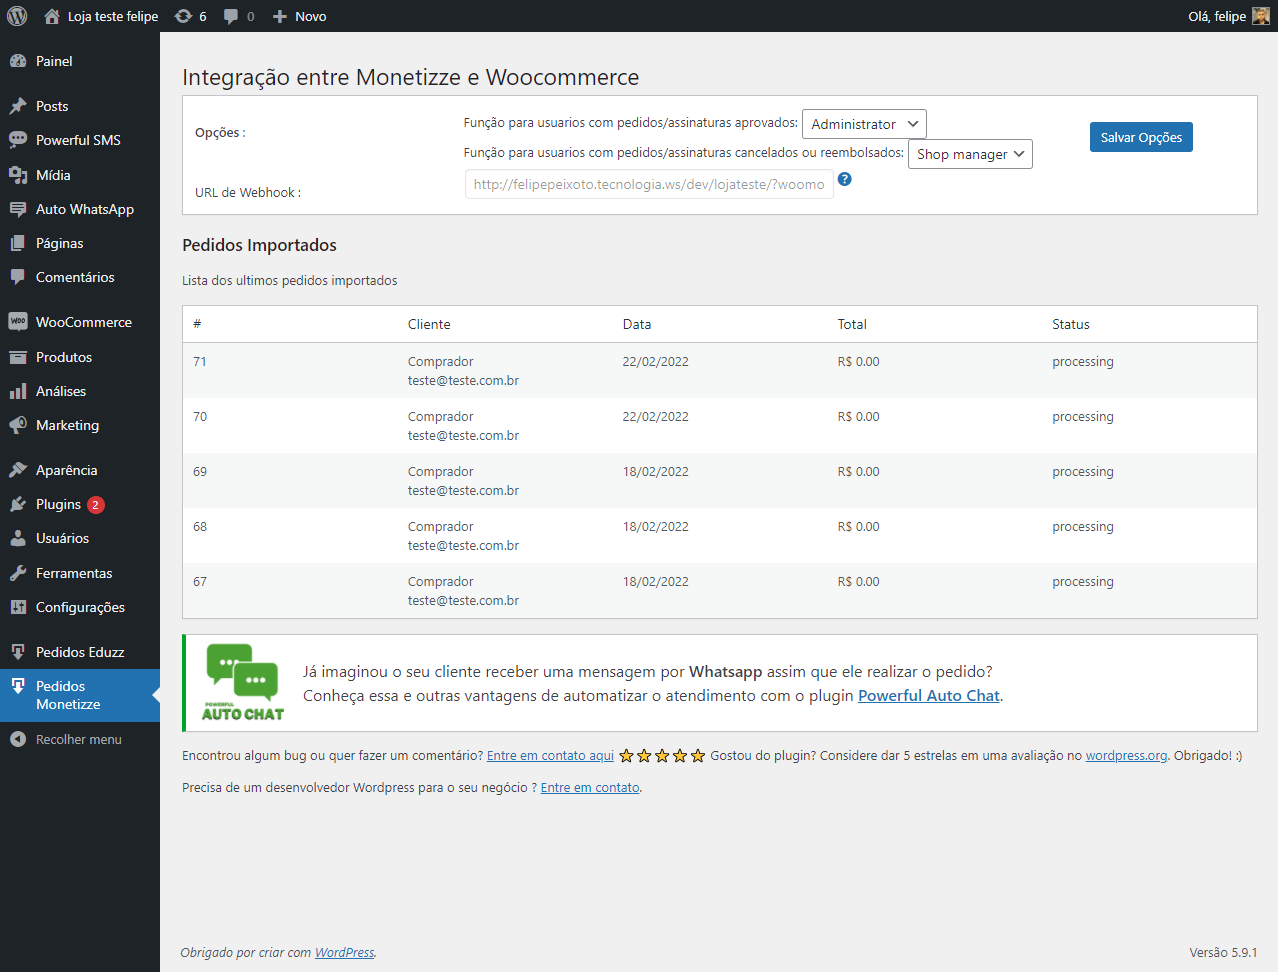 Loja teste felipe
6
0
Novo
Olá, felipe
Painel
Posts
Powerful SMS
Mídia
Auto WhatsApp
Páginas
Comentários
WooCommerce
Produtos
Análises
Marketing
Aparência
Plugins 2
Usuários
Ferramentas
Configurações
Pedidos Eduzz
Pedidos
Monetizze
Recolher menu
Integração entre Monetizze e Woocommerce
Opções :
Função para usuarios com pedidos/assinaturas aprovados: Administrator
Função para usuarios com pedidos/assinaturas cancelados ou reembolsados: Shop manager
Salvar Opções
URL de Webhook :
http://felipepeixoto.tecnologia.ws/dev/lojateste/?woomo
?
Pedidos Importados
Lista dos ultimos pedidos importados
# Cliente Data Total Status
71 Comprador 22/02/2022 R$ 0.00 processing
teste@teste.com.br
70 Comprador 22/02/2022 R$ 0.00 processing
teste@teste.com.br
69 Comprador 18/02/2022 R$ 0.00 processing
teste@teste.com.br
68 Comprador 18/02/2022 R$ 0.00 processing
teste@teste.com.br
67 Comprador 18/02/2022 R$ 0.00 processing
teste@teste.com.br
POWERFUL
AUTO CHAT
Já imaginou o seu cliente receber uma mensagem por Whatsapp assim que ele realizar o pedido?
Conheça essa e outras vantagens de automatizar o atendimento com o plugin Powerful Auto Chat.
Encontrou algum bug ou quer fazer um comentário? Entre em contato aqui Gostou do plugin? Considere dar 5 estrelas em uma avaliação no wordpress.org. Obrigado! :)
Precisa de um desenvolvedor Wordpress para o seu negócio ? Entre em contato.
Obrigado por criar com WordPress.
Versão 5.9.1